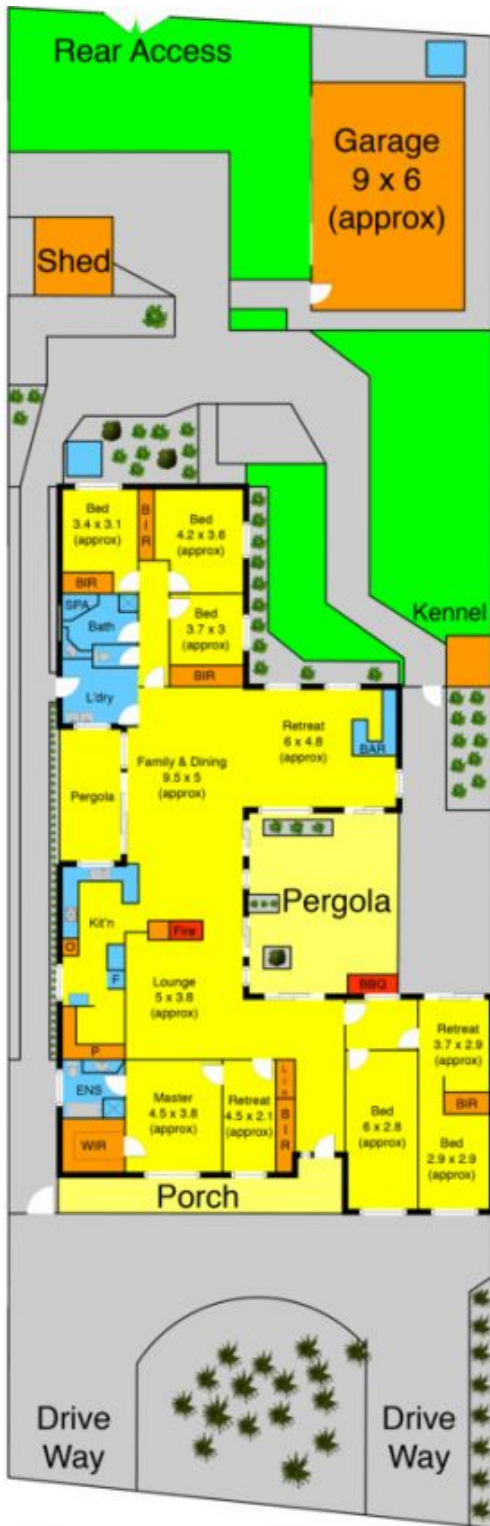 Rear Access
Garage
9 x 6
(approx)
Shed
Bed
3.4 x 3.1
(approx)
B
I
R
Bed
4.2 x 3.6
(approx)
BIR
SPA
Bath
Bed
3.7 x 3
(approx)
BIR
Kennel
L'dry
Retreat
6 x 4.8
(approx)
BAR
Family & Dining
9.5 x 5
(approx)
Pergola
Pergola
Kit'n
O
F
Fire
Lounge
5 x 3.8
(approx)
BBQ
P
Retreat
3.7 x 2.9
(approx)
ENS
Master
4.5 x 3.8
(approx)
Retreat
4.5 x 2.1
(approx)
L
i
n
B
I
R
WIR
Bed
6 x 2.8
(approx)
BIR
Bed
2.9 x 2.9
(approx)
Porch
Drive
Way
Drive
Way